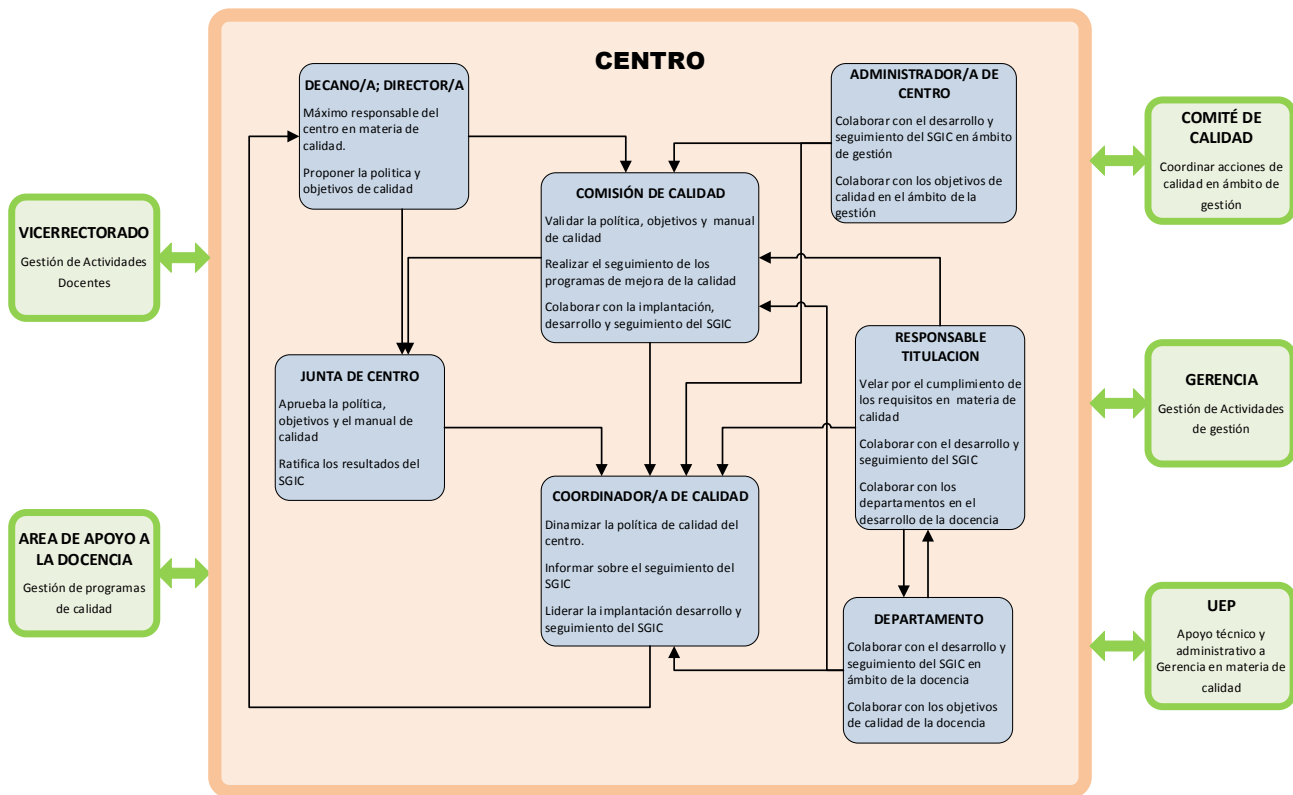 CENTRO
DECANO/A; DIRECTOR/A
Máximo responsable del
centro en materia de
calidad.
Proponer la politica y
objetivos de calidad
ADMINISTRADOR/A DE
CENTRO
Colaborar con el desarrollo y
seguimiento del SGIC en ámbito
de gestión
Colaborar con los objetivos de
calidad en el ámbito de la
gestión
COMITÉ DE
CALIDAD
Coordinar acciones de
calidad en ámbito de
gestión
COMISIÓN DE CALIDAD
Validar la política, objetivos y manual
de calidad
Realizar el seguimiento de los
programas de mejora de la calidad
Colaborar con la implantación,
desarrollo y seguimiento del SGIC
VICERRECTORADO
Gestión de Actividades
Docentes
JUNTA DE CENTRO
Aprueba la política,
objetivos y el manual de
calidad
Ratifica los resultados del
SGIC
RESPONSABLE
TITULACION
Velar por el cumplimiento de
los requisitos en materia de
calidad
Colaborar con el desarrollo y
seguimiento del SGIC
Colaborar con los
departamentos en el
desarrollo de la docencia
GERENCIA
Gestión de Actividades
de gestión
COORDINADOR/A DE CALIDAD
Dinamizar la política de calidad del
centro.
Informar sobre el seguimiento del
SGIC
Liderar la implantación desarrollo y
seguimiento del SGIC
AREA DE APOYO A
LA DOCENCIA
Gestión de programas
de calidad
DEPARTAMENTO
Colaborar con el desarrollo y
seguimiento del SGIC en
ámbito de la docencia
Colaborar con los objetivos
de calidad de la docencia
UEP
Apoyo técnico y
administrativo a
Gerencia en materia de
calidad